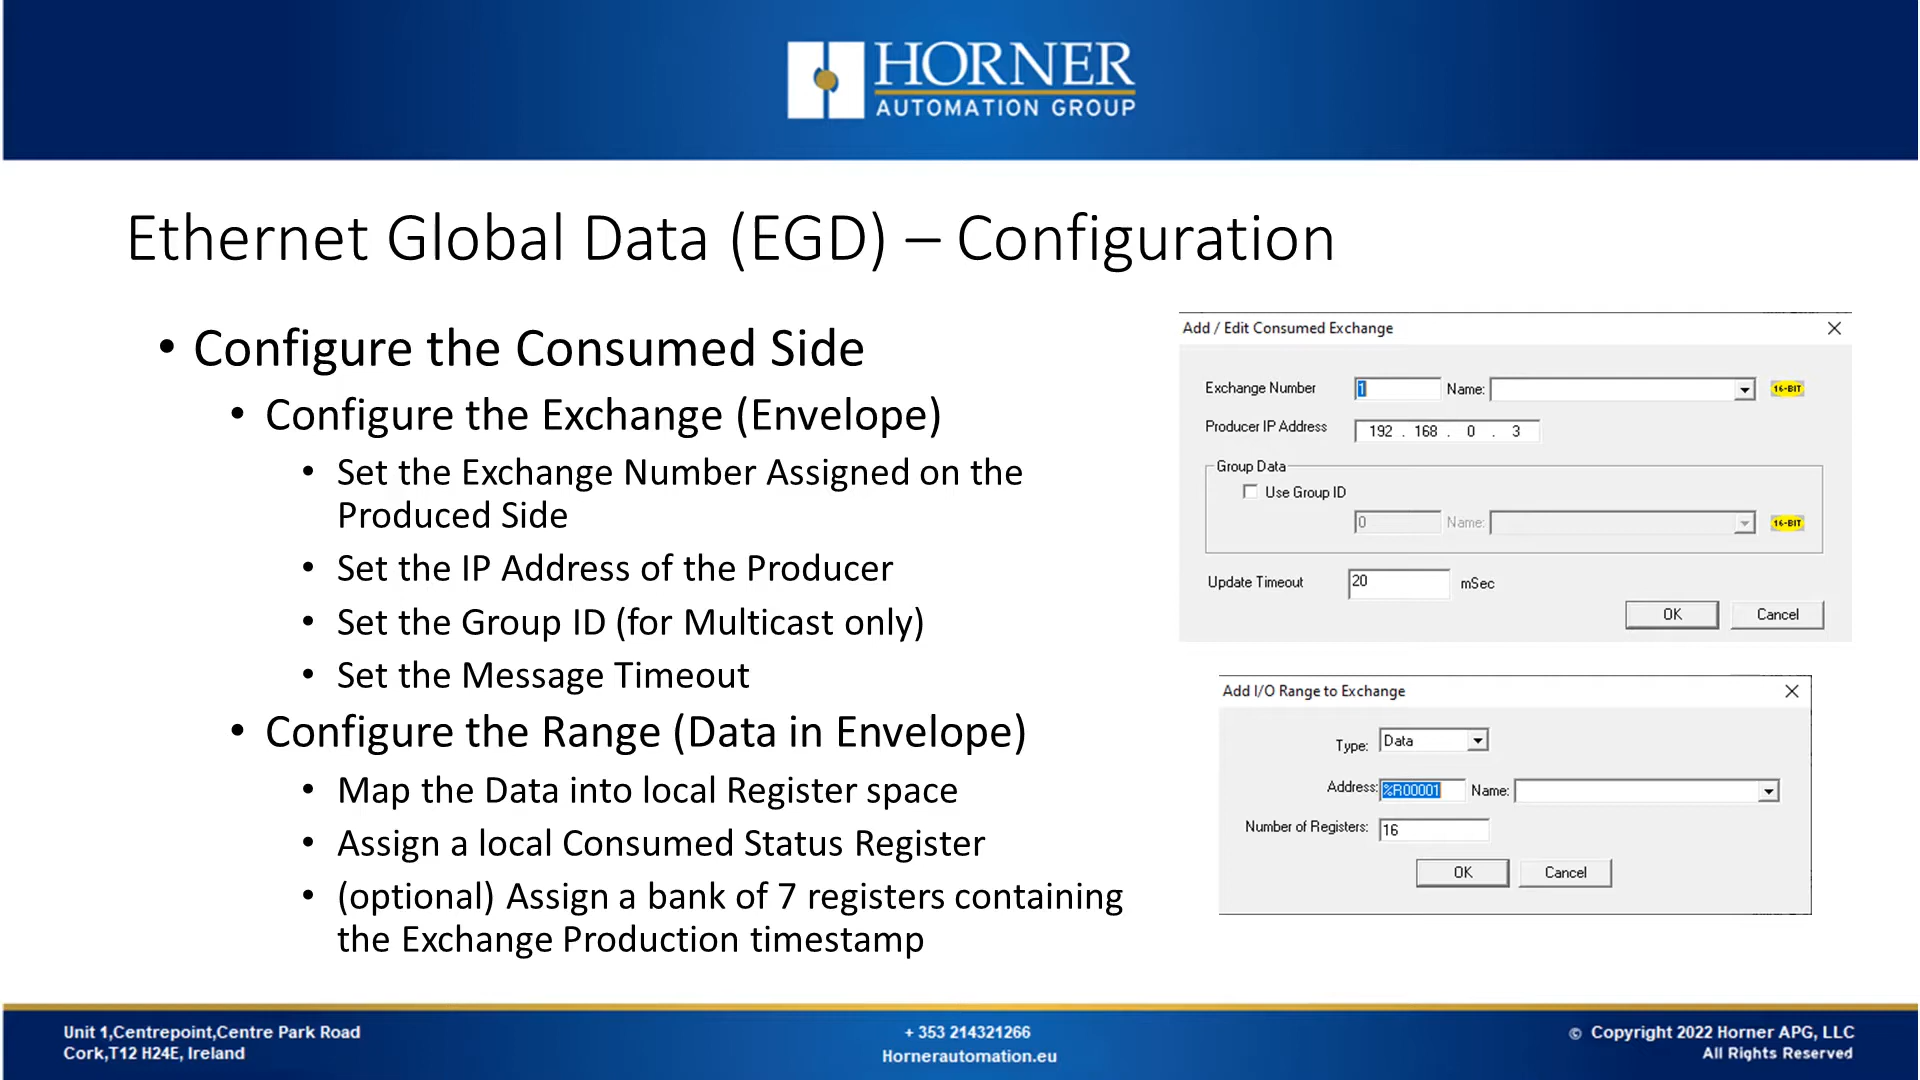 HORNER
AUTOMATION GROUP
Ethernet Global Data (EGD) – Configuration
• Configure the Consumed Side
• Configure the Exchange (Envelope)
• Set the Exchange Number Assigned on the
Produced Side
• Set the IP Address of the Producer
• Set the Group ID (for Multicast only)
• Set the Message Timeout
• Configure the Range (Data in Envelope)
• Map the Data into local Register space
• Assign a local Consumed Status Register
• (optional) Assign a bank of 7 registers containing
the Exchange Production timestamp
Add / Edit Consumed Exchange
Exchange Number 1 Name: 16-BIT
Producer IP Address 192 . 168 . 0 . 3
Group Data
Use Group ID
0 Name: 16-BIT
Update Timeout 20 mSec
OK Cancel
Add I/O Range to Exchange
Type: Data
Address: %R00001 Name:
Number of Registers: 16
OK Cancel
Unit 1,Centrepoint,Centre Park Road
Cork,T12 H24E, Ireland
+ 353 214321266
Hornerautomation.eu
© Copyright 2022 Horner APG, LLC
All Rights Reserved